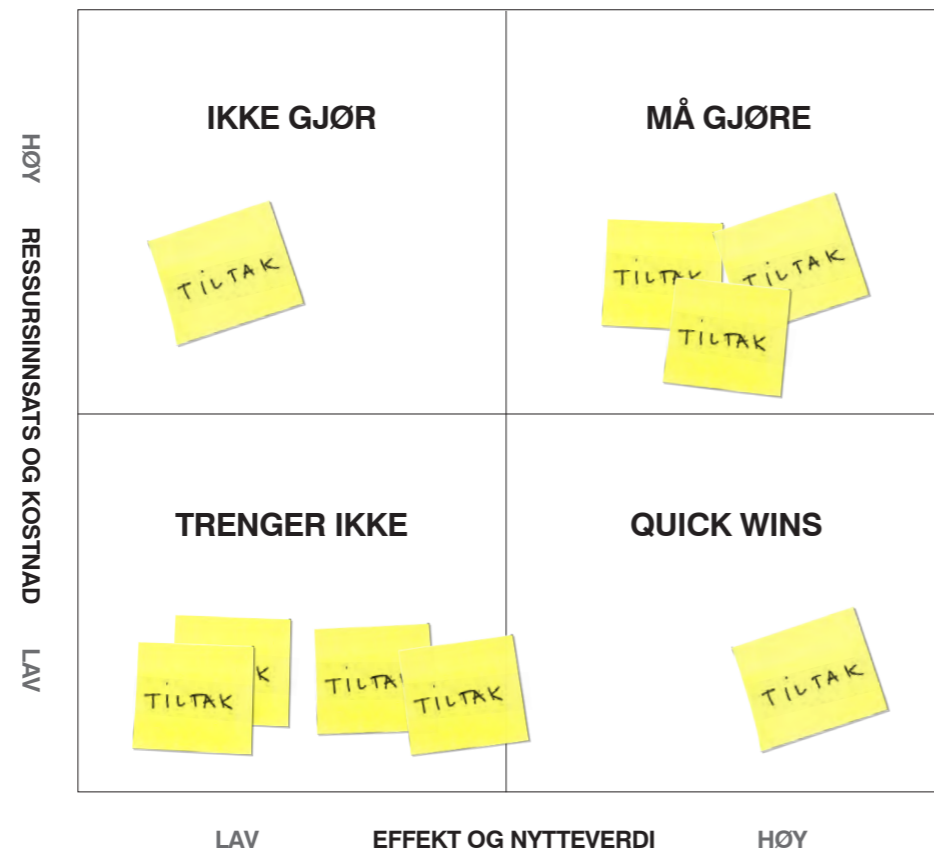 IKKE GJØR
MÅ GJØRE
HØY
RESSURSINNSATS OG KOSTNAD
LAV
TILTAK
TILTAK
TILTAK
TRENGER IKKE
QUICK WINS
TILTAK
TILTAK
TILTAK
LAV
EFFEKT OG NYTTEVERDI
HØY